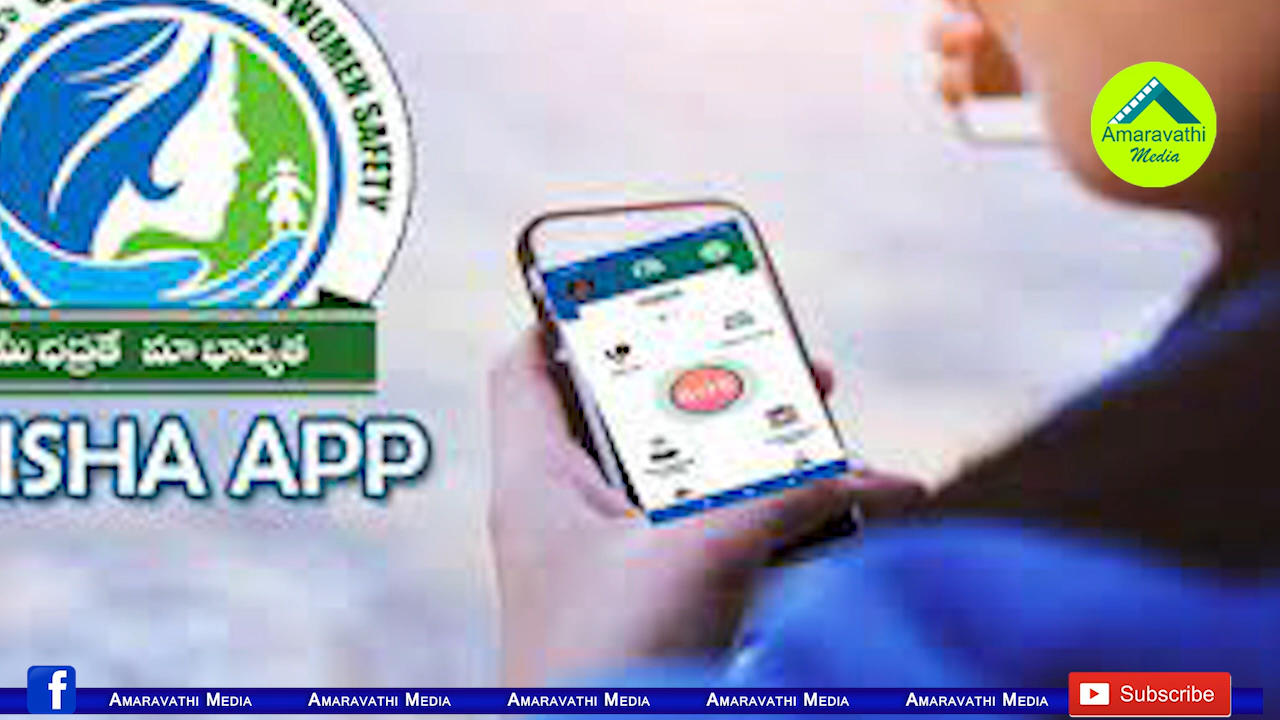 WOMEN SAFETY
మీ భద్రతే మా బాధ్యత
ISHA APP
Amaravathi
Media
f
AMARAVATHI MEDIA AMARAVATHI MEDIA AMARAVATHI MEDIA AMARAVATHI MEDIA AMARAVATHI MEDIA
Subscribe